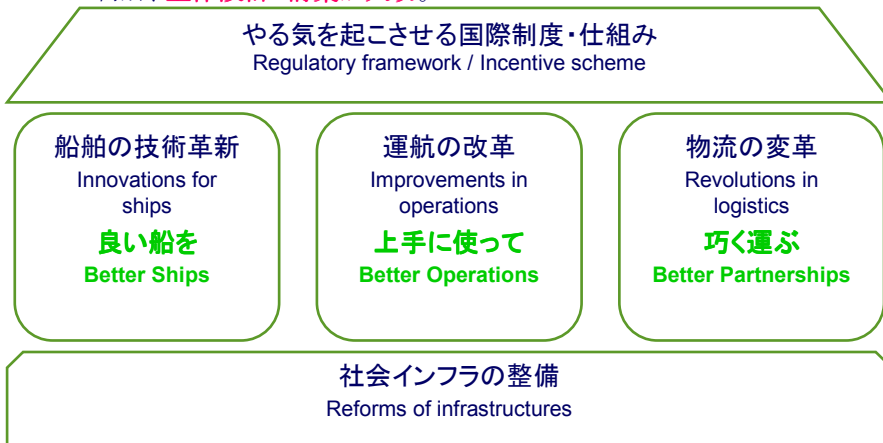 やる気を起こさせる国際制度・仕組み
Regulatory framework / Incentive scheme
船舶の技術革新
Innovations for
ships
良い船を
Better Ships
運航の改革
Improvements in
operations
上手に使って
Better Operations
物流の変革
Revolutions in
logistics
巧く運ぶ
Better Partnerships
社会インフラの整備
Reforms of infrastructures